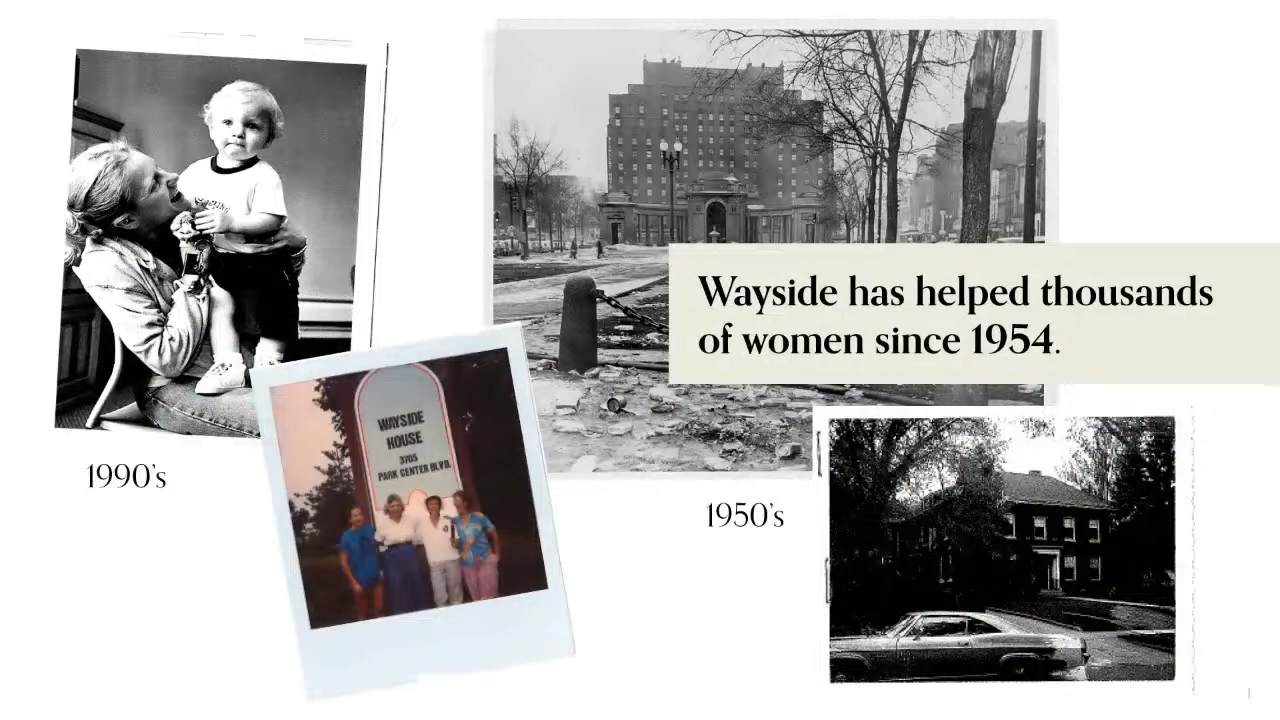 Wayside has helped thousands
of women since 1954.
1990's
WAYSIDE
HOUSE
3705
PARK CENTER BLVD.
1950's